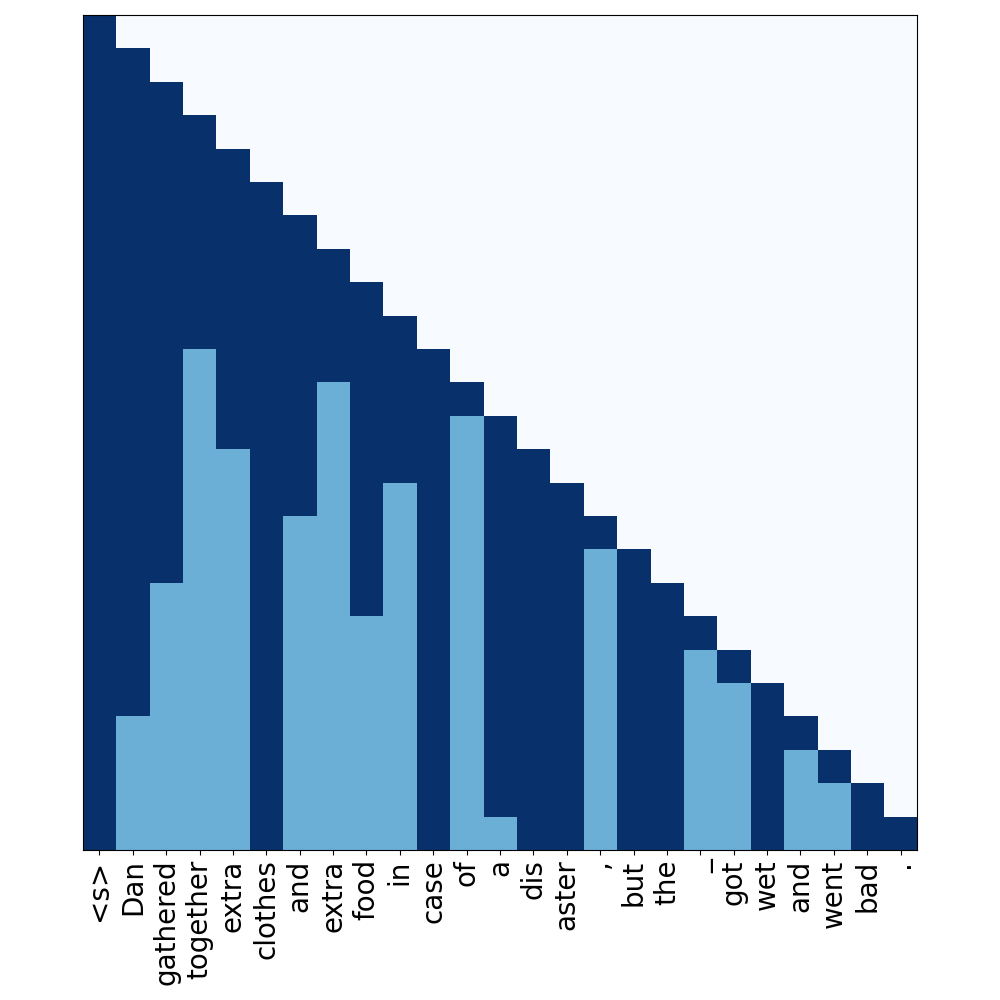 <s>
Dan
gathered
together
extra
clothes
and
extra
food
in
case
of
a
dis
aster
,
but
the
_
got
wet
and
went
bad
.